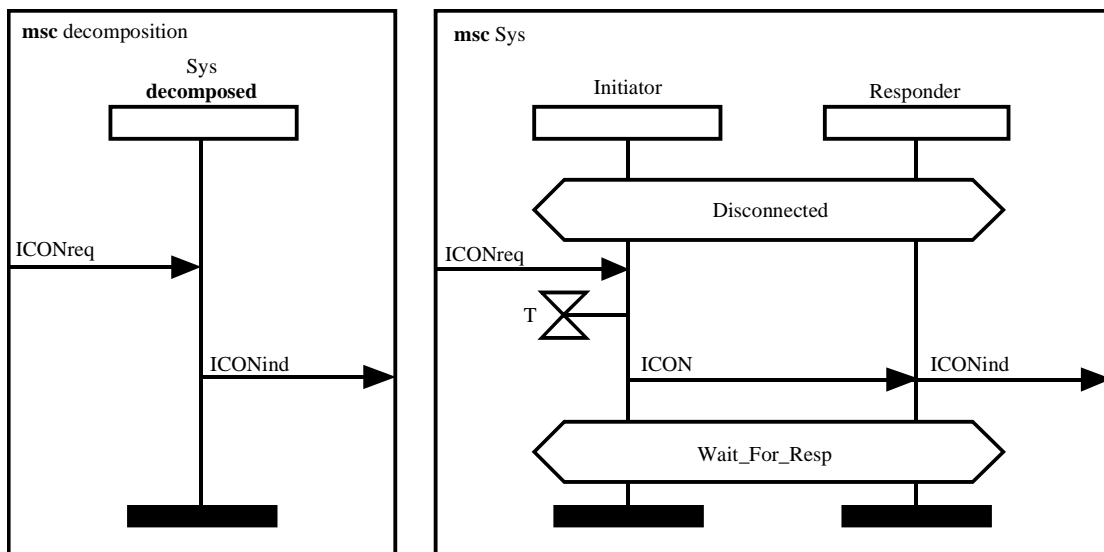 msc decomposition
Sys
decomposed
ICONreq
ICONind
msc Sys
Initiator
Responder
Disconnected
ICONreq
T
ICON
ICONind
Wait_For_Resp